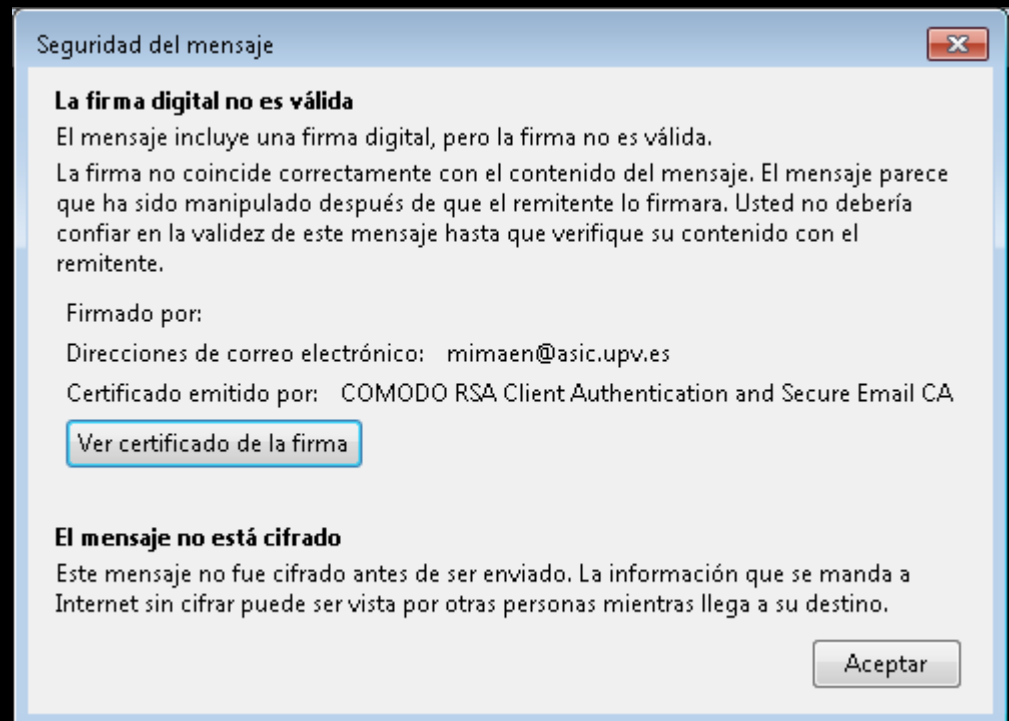 Seguridad del mensaje
La firma digital no es válida
El mensaje incluye una firma digital, pero la firma no es válida.
La firma no coincide correctamente con el contenido del mensaje. El mensaje parece
que ha sido manipulado después de que el remitente lo firmara. Usted no debería
confiar en la validez de este mensaje hasta que verifique su contenido con el
remitente.
Firmado por:
Direcciones de correo electrónico: mimaen@asic.upv.es
Certificado emitido por: COMODO RSA Client Authentication and Secure Email CA
Ver certificado de la firma
El mensaje no está cifrado
Este mensaje no fue cifrado antes de ser enviado. La información que se manda a
Internet sin cifrar puede ser vista por otras personas mientras llega a su destino.
Aceptar